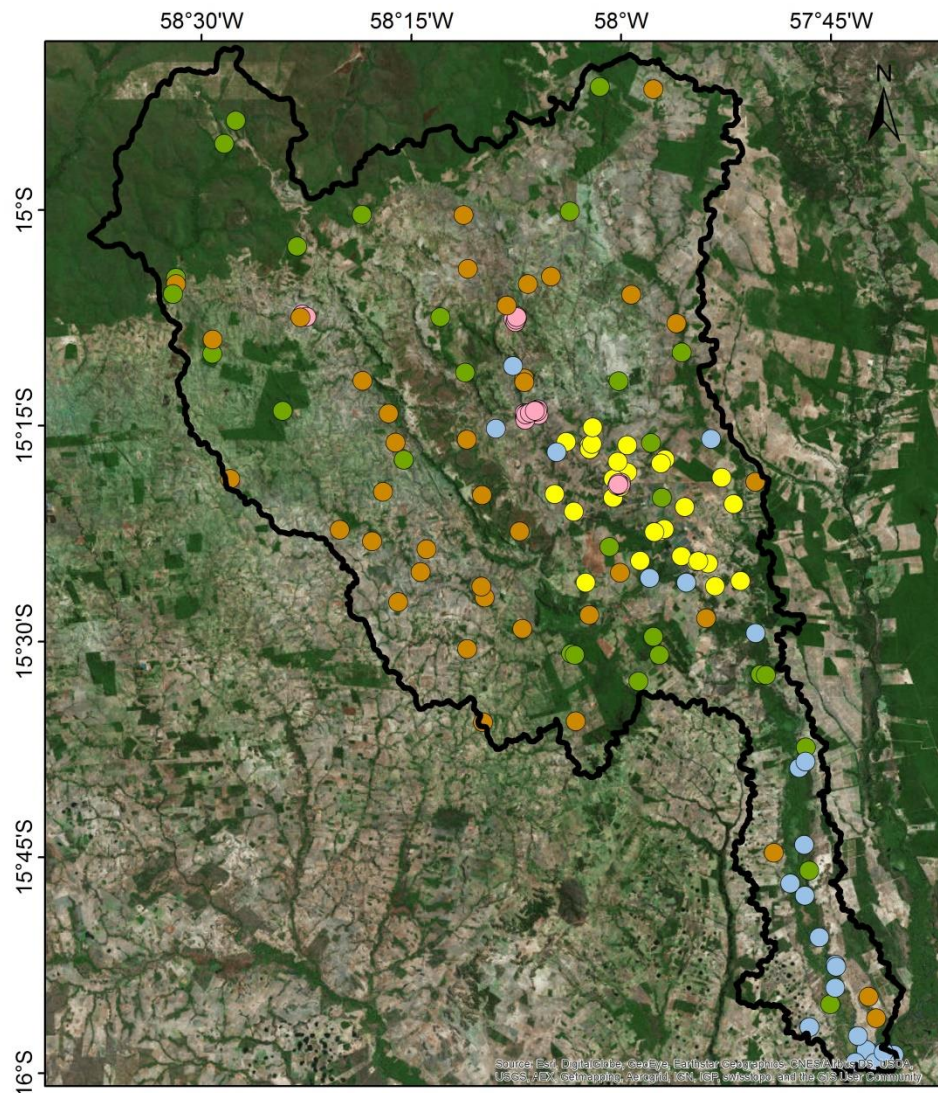 58°30'W 58°15'W 58°W 57°45'W
N
15°S
15°15'S
15°30'S
15°45'S
16°S
Source: Esri, DigitalGlobe, GeoEye, Earthstar Geographics, CNES/Airbus DS, USDA,
USGS, AEX, Getmapping, Aerogrid, IGN, IGP, swisstopo, and the GIS User Community